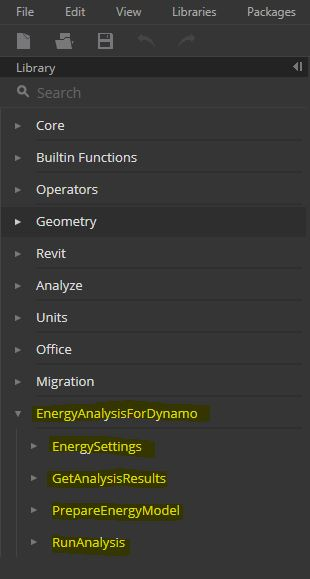 File Edit View Libraries Packages
Library
Search
Core
Builtin Functions
Operators
Geometry
Revit
Analyze
Units
Office
Migration
EnergyAnalysisForDynamo
EnergySettings
GetAnalysisResults
PrepareEnergyModel
RunAnalysis